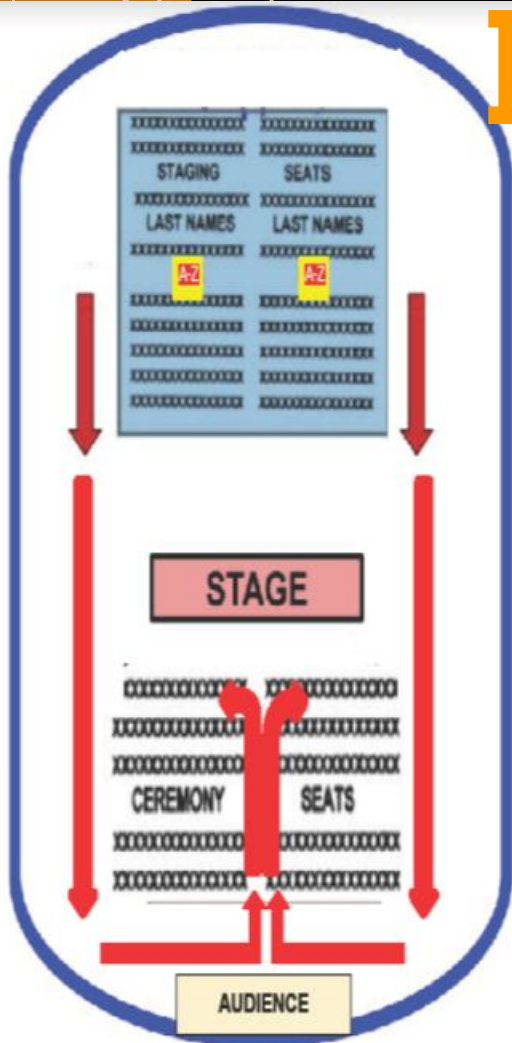 STAGING SEATS
LAST NAMES LAST NAMES
A-Z A-Z
STAGE
CEREMONY SEATS
AUDIENCE